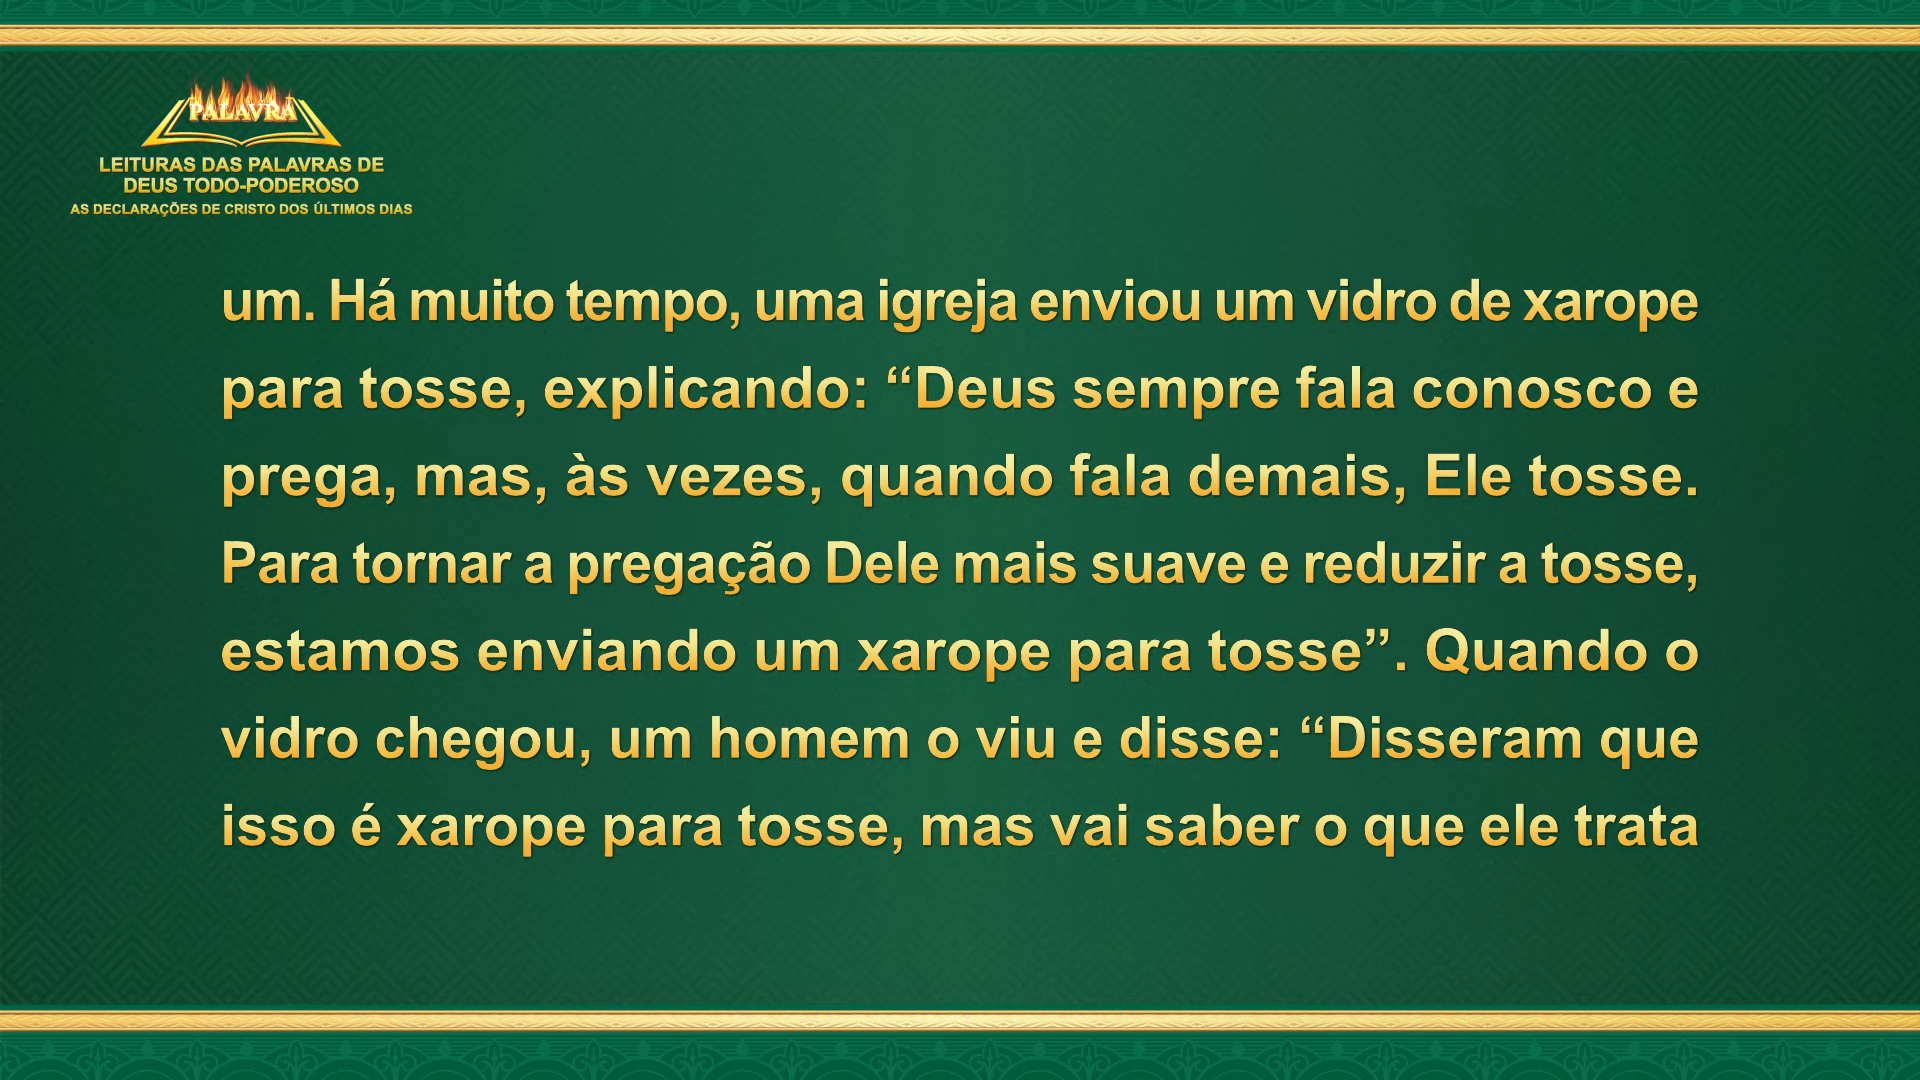 PALAVRA
LEITURAS DAS PALAVRAS DE
DEUS TODO-PODEROSO
AS DECLARAÇÕES DE CRISTO DOS ÚLTIMOS DIAS
um. Há muito tempo, uma igreja enviou um vidro de xarope
para tosse, explicando: “Deus sempre fala conosco e
prega, mas, às vezes, quando fala demais, Ele tosse.
Para tornar a pregação Dele mais suave e reduzir a tosse,
estamos enviando um xarope para tosse”. Quando o
vidro chegou, um homem o viu e disse: “Disseram que
isso é xarope para tosse, mas vai saber o que ele trata